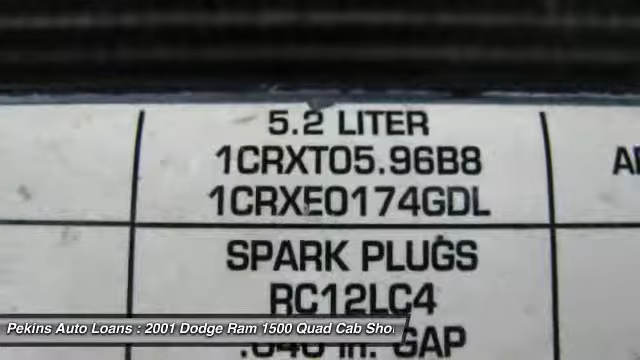 5.2 LITER
1CRXT05.96B8
1CRXE0174GDL
SPARK PLUGS
RC12LC4
GAP
Pekins Auto Loans : 2001 Dodge Ram 1500 Quad Cab Sho